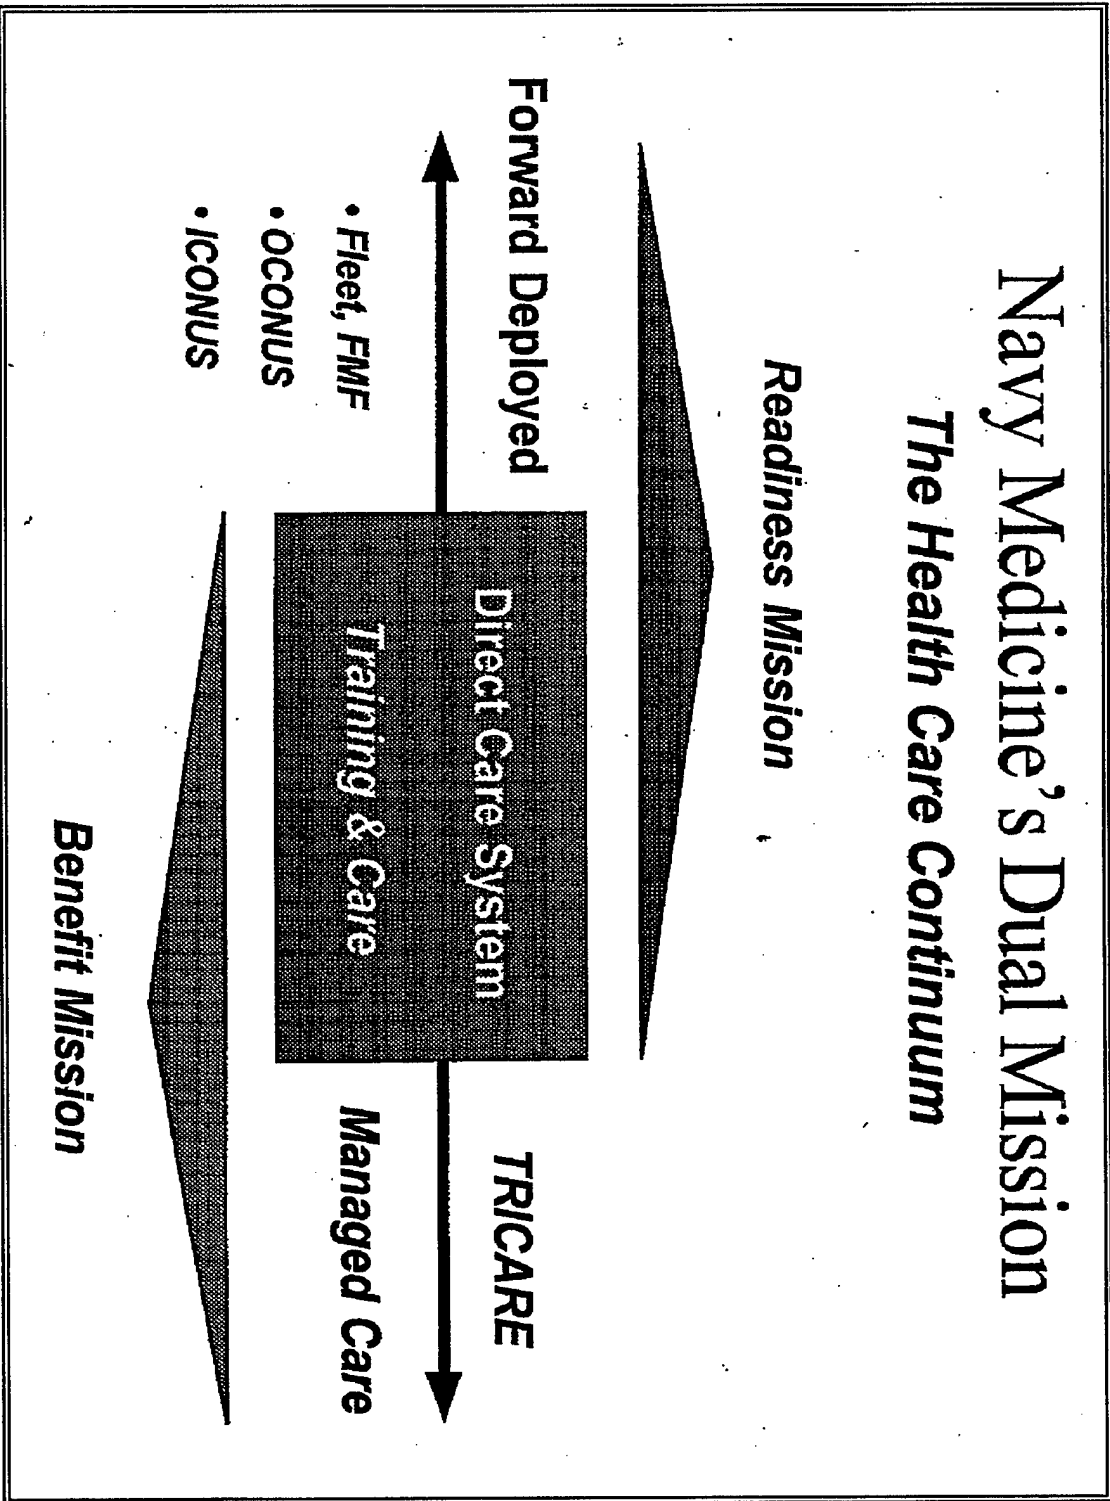 Navy Medicine's Dual Mission
The Health Care Continuum
Readiness Mission
Forward Deployed
• Fleet, FMF
• OCONUS
• ICONUS
Direct Care System
Training & Care
TRICARE
Managed Care
Benefit Mission